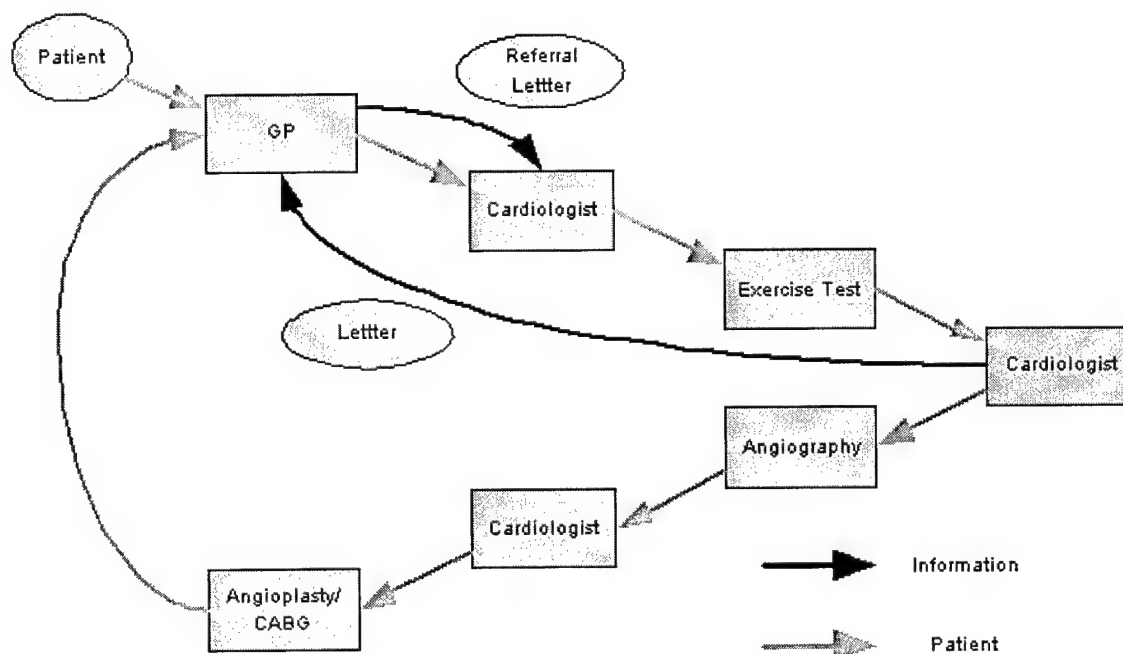 Patient
Referral
Lettter
GP
Cardiologist
Exercise Test
Lettter
Cardiologist
Angiography
Cardiologist
Angioplasty/
CABG
Information
Patient